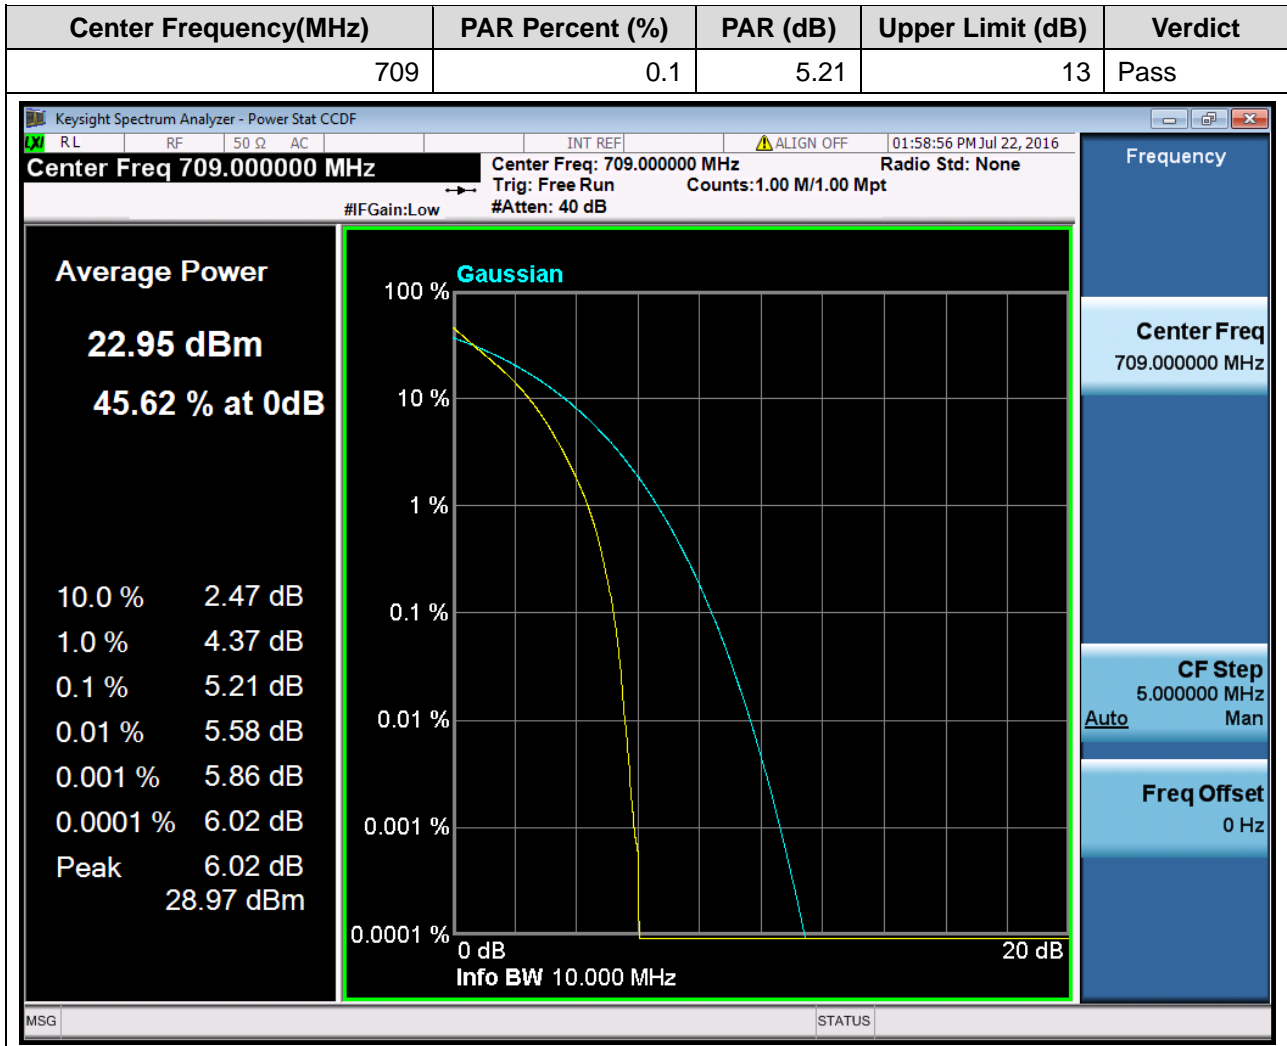 Center Frequency(MHz) PAR Percent (%) PAR (dB) Upper Limit (dB) Verdict
709 0.1 5.21 13 Pass
Keysight Spectrum Analyzer - Power Stat CCDF
LXI RL RF 50 Ω AC INT REF ALIGN OFF 01:58:56 PM Jul 22, 2016
Center Freq 709.000000 MHz
Center Freq: 709.000000 MHz Radio Std: None
Trig: Free Run Counts:1.00 M/1.00 Mpt
#IFGain:Low #Atten: 40 dB
Average Power
22.95 dBm
45.62 % at 0dB
10.0 % 2.47 dB
1.0 % 4.37 dB
0.1 % 5.21 dB
0.01 % 5.58 dB
0.001 % 5.86 dB
0.0001 % 6.02 dB
Peak 6.02 dB
28.97 dBm
Gaussian
100 %
10 %
1 %
0.1 %
0.01 %
0.001 %
0.0001 %
0 dB 20 dB
Info BW 10.000 MHz
Frequency
Center Freq
709.000000 MHz
CF Step
5.000000 MHz
Auto Man
Freq Offset
0 Hz
MSG STATUS